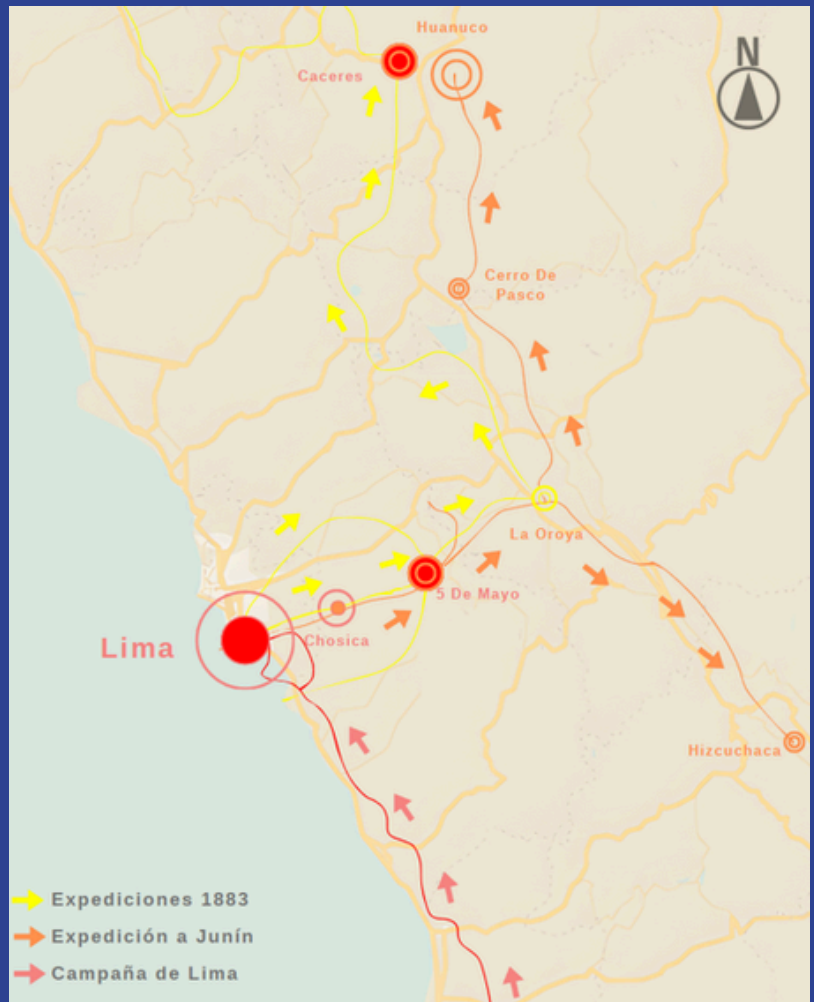 Huanuco
N
Caceres
Cerro De
Pasco
La Oroya
5 De Mayo
Chosica
Lima
Hizcuchaca
Expediciones 1883
Expedición a Junín
Campaña de Lima